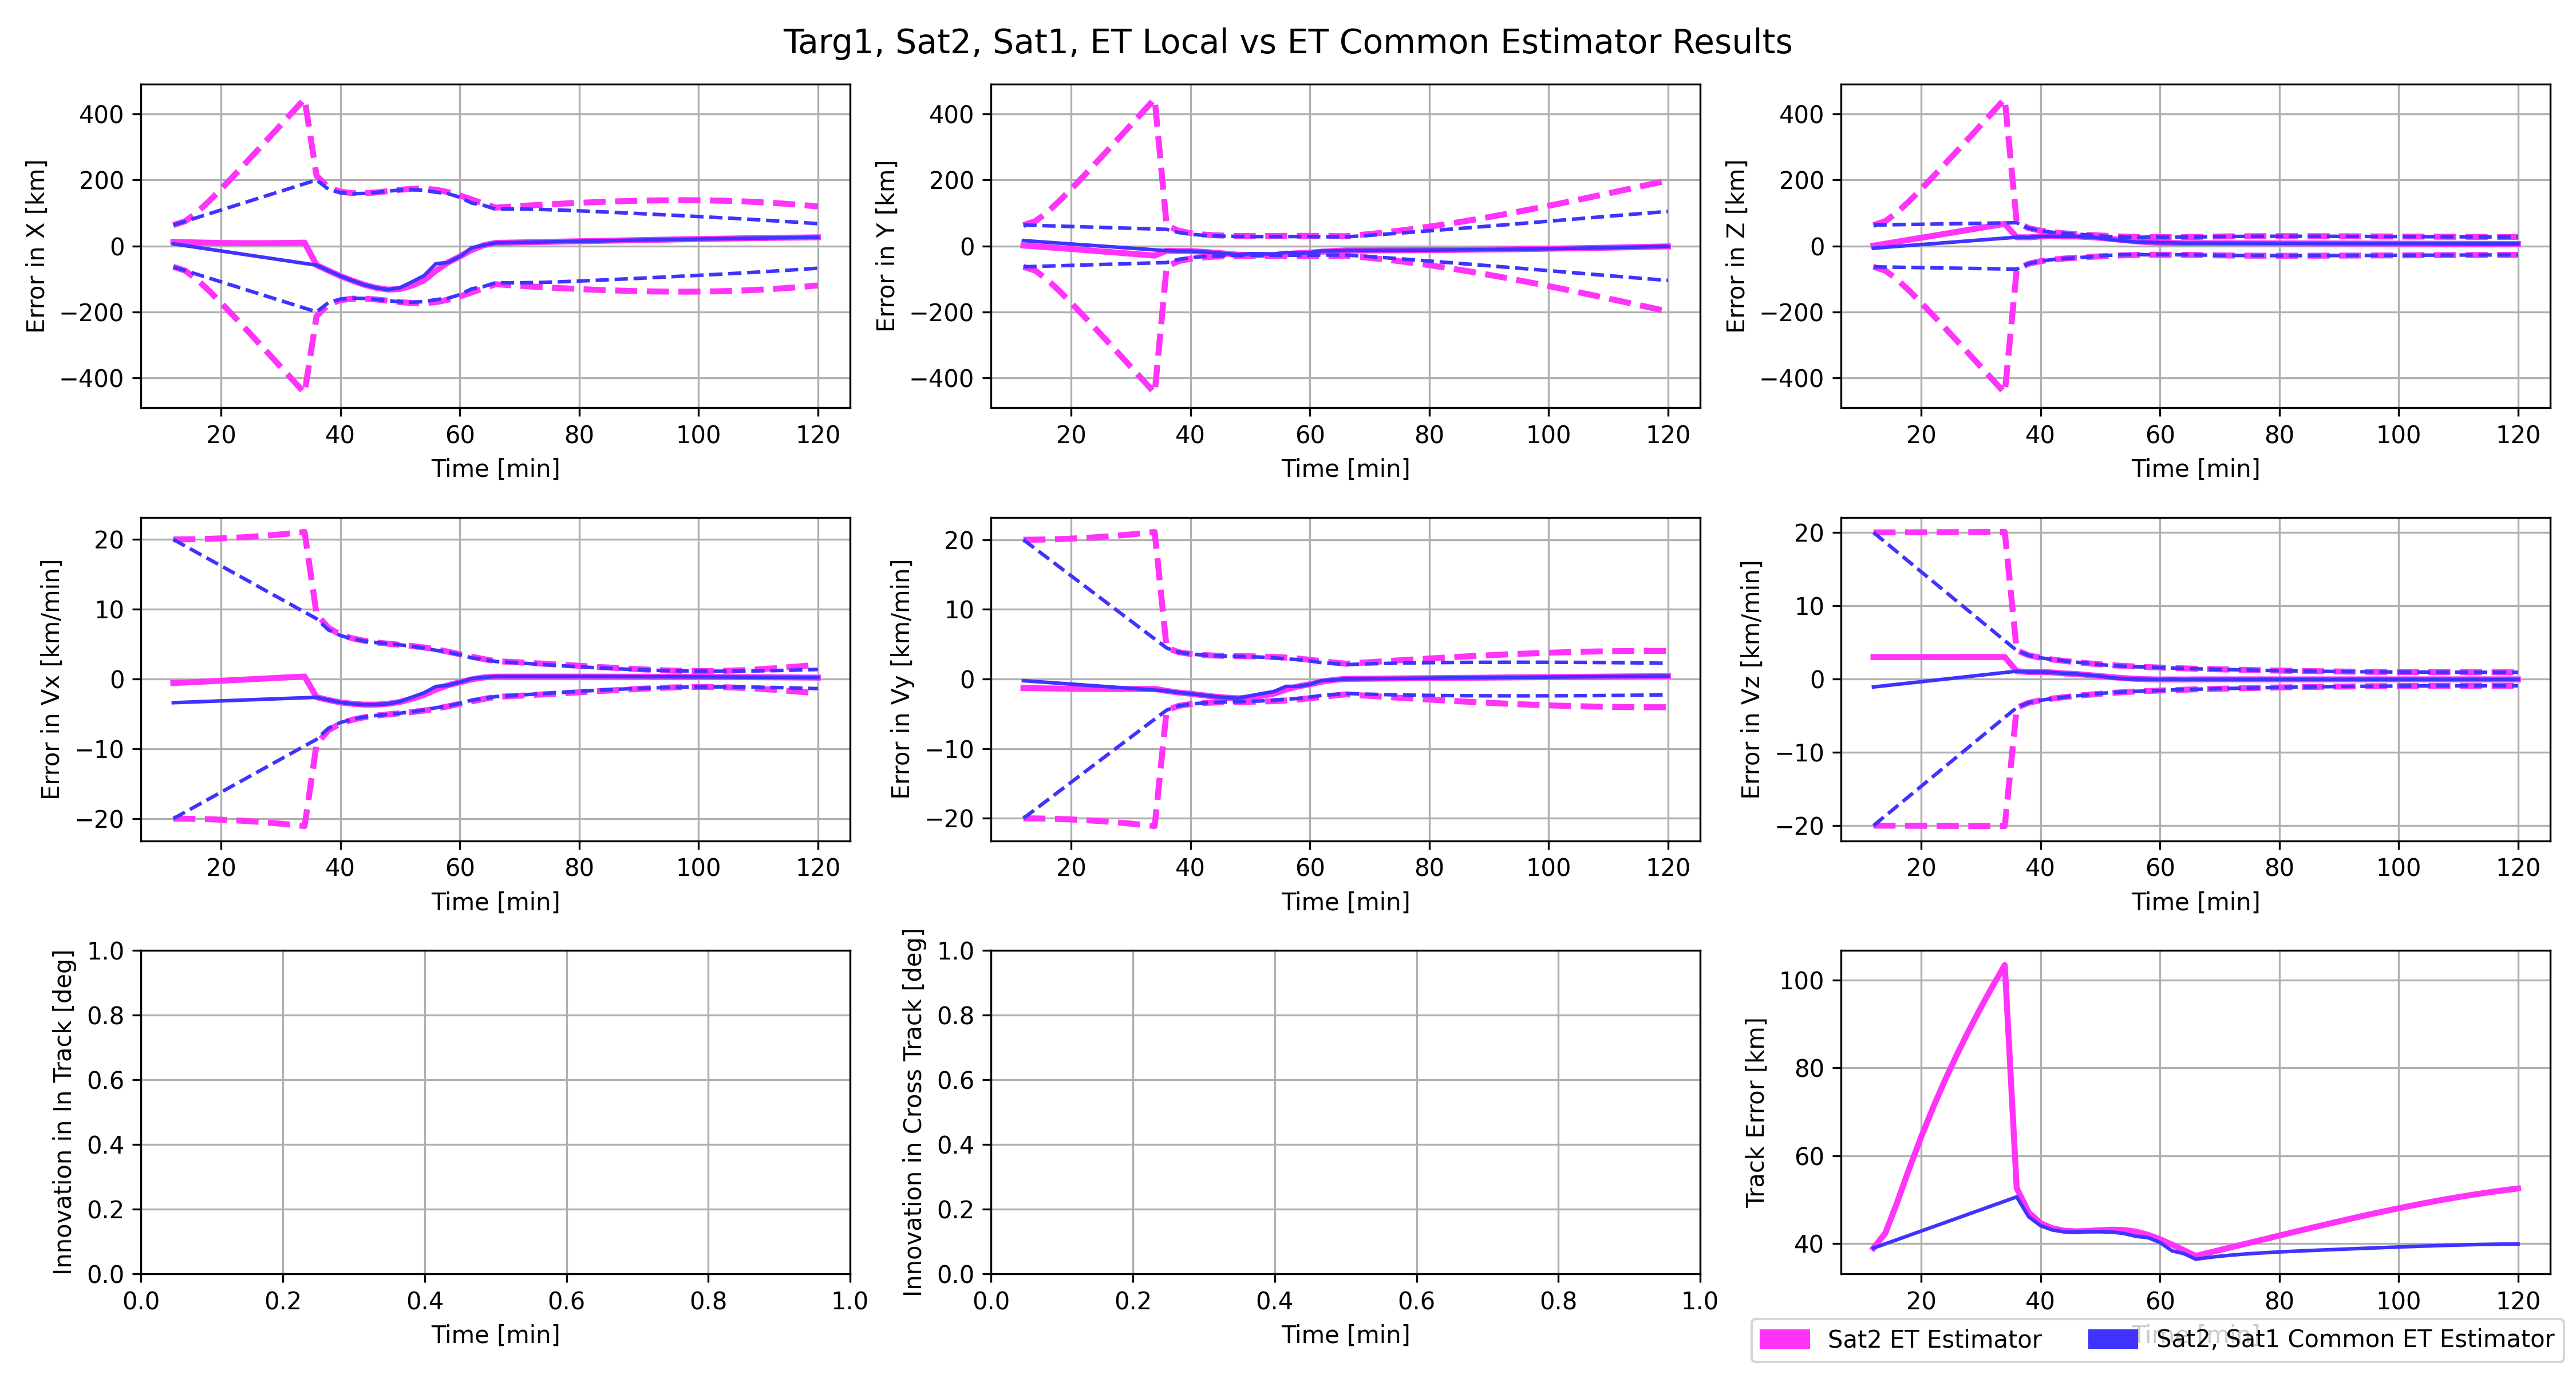 Targ1, Sat2, Sat1, ET Local vs ET Common Estimator Results
Error in X [km]
400
200
0
−200
−400
20 40 60 80 100 120
Time [min]
Error in Y [km]
400
200
0
−200
−400
20 40 60 80 100 120
Time [min]
Error in Z [km]
400
200
0
−200
−400
20 40 60 80 100 120
Time [min]
Error in Vx [km/min]
20
10
0
−10
−20
20 40 60 80 100 120
Time [min]
Error in Vy [km/min]
20
10
0
−10
−20
20 40 60 80 100 120
Time [min]
Error in Vz [km/min]
20
10
0
−10
−20
20 40 60 80 100 120
Time [min]
Innovation in In Track [deg]
1.0
0.8
0.6
0.4
0.2
0.0
0.0 0.2 0.4 0.6 0.8 1.0
Time [min]
Innovation in Cross Track [deg]
1.0
0.8
0.6
0.4
0.2
0.0
0.0 0.2 0.4 0.6 0.8 1.0
Time [min]
Track Error [km]
100
80
60
40
20 40 60 80 100 120
Time [min]
Sat2 ET Estimator
Sat2, Sat1 Common ET Estimator